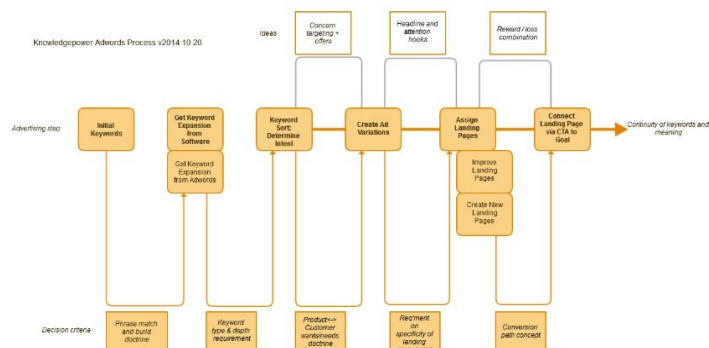 Ideas
Concern
targeting +
offers
Headline and
attention
hooks
Reward / loss
combination
Knowledgepower Adwords Process v2014 10 20
Advertising step
Initial
Keywords
Get Keyword
Expansion
from
Software
Get Keyword
Expansion
from Adwords
Keyword
Sort;
Determine
Intent
Create Ad
Variations
Assign
Landing
Pages
Improve
Landing
Pages
Create New
Landing
Pages
Connect
Landing Page
via CTA to
Goal
Continuity of keywords and
meaning
Decision criteria
Phrase match
and build
doctrine
Keyword
type & depth
requirement
Product<->
Customer
wants/needs
doctrine
Req'ment
on
specificity of
landing
Conversion
path concept